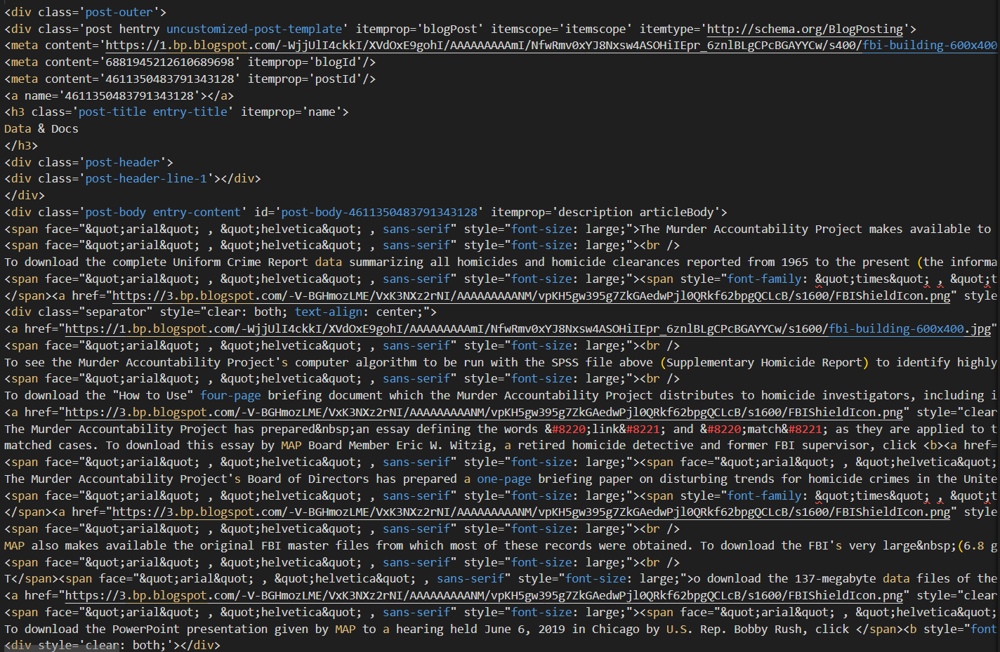 <div class='post-outer'>
<div class='post hentry uncustomized-post-template' itemprop='blogPost' itemscope='itemscope' itemtype='http://schema.org/BlogPosting'>
<meta content='https://1.bp.blogspot.com/-WjjUlI4ckkI/XVdOxE9gohI/AAAAAAAAAmI/NfwRmv0xYJ8Nxsw4ASOHiIEpr_6znlBLgCPcBGAYYCw/s400/fbi-building-600x400
<meta content='6881945212610689698' itemprop='blogId'/>
<meta content='4611350483791343128' itemprop='postId'/>
<a name='4611350483791343128'></a>
<h3 class='post-title entry-title' itemprop='name'>
Data & Docs
</h3>
<div class='post-header'>
<div class='post-header-line-1'></div>
</div>
<div class='post-body entry-content' id='post-body-4611350483791343128' itemprop='description articleBody'>
<span face="&quot;arial&quot; , &quot;helvetica&quot; , sans-serif" style="font-size: large;">The Murder Accountability Project makes available to
<span face="&quot;arial&quot; , &quot;helvetica&quot; , sans-serif" style="font-size: large;"><br />
To download the complete Uniform Crime Report data summarizing all homicides and homicide clearances reported from 1965 to the present (the informa
<span face="&quot;arial&quot; , &quot;helvetica&quot; , sans-serif" style="font-size: large;"><span style="font-family: &quot;times&quot; , &quot;t
</span><a href="https://3.bp.blogspot.com/-V-BGHmozLME/VxK3NXz2rNI/AAAAAAAAANM/vpKH5gw395g7ZkGAedwPjl0QRkf62bpgQCLcB/s1600/FBIShieldIcon.png" style
<div class="separator" style="clear: both; text-align: center;">
<a href="https://1.bp.blogspot.com/-WjjUlI4ckkI/XVdOxE9gohI/AAAAAAAAAmI/NfwRmv0xYJ8Nxsw4ASOHiIEpr_6znlBLgCPcBGAYYCw/s1600/fbi-building-600x400.jpg"
<span face="&quot;arial&quot; , &quot;helvetica&quot; , sans-serif" style="font-size: large;"><br />
To see the Murder Accountability Project's computer algorithm to be run with the SPSS file above (Supplementary Homicide Report) to identify highly
<span face="&quot;arial&quot; , &quot;helvetica&quot; , sans-serif" style="font-size: large;"><br />
To download the "How to Use" four-page briefing document which the Murder Accountability Project distributes to homicide investigators, including i
<a href="https://3.bp.blogspot.com/-V-BGHmozLME/VxK3NXz2rNI/AAAAAAAAANM/vpKH5gw395g7ZkGAedwPjl0QRkf62bpgQCLcB/s1600/FBIShieldIcon.png" style="clear
The Murder Accountability Project has prepared&nbsp;an essay defining the words &#8220;link&#8221; and &#8220;match&#8221; as they are applied to t
matched cases. To download this essay by MAP Board Member Eric W. Witzig, a retired homicide detective and former FBI supervisor, click <b><a href=
<span face="&quot;arial&quot; , &quot;helvetica&quot; , sans-serif" style="font-size: large;"><span face="&quot;arial&quot; , &quot;helvetica&quot;
The Murder Accountability Project's Board of Directors has prepared a one-page briefing paper on disturbing trends for homicide crimes in the Unite
<span face="&quot;arial&quot; , &quot;helvetica&quot; , sans-serif" style="font-size: large;"><span style="font-family: &quot;times&quot; , &quot;t
</span><a href="https://3.bp.blogspot.com/-V-BGHmozLME/VxK3NXz2rNI/AAAAAAAAANM/vpKH5gw395g7ZkGAedwPjl0QRkf62bpgQCLcB/s1600/FBIShieldIcon.png" style
<span face="&quot;arial&quot; , &quot;helvetica&quot; , sans-serif" style="font-size: large;"><br />
MAP also makes available the original FBI master files from which most of these records were obtained. To download the FBI's very large&nbsp;(6.8 g
<span face="&quot;arial&quot; , &quot;helvetica&quot; , sans-serif" style="font-size: large;"><br />
T</span><span face="&quot;arial&quot; , &quot;helvetica&quot; , sans-serif" style="font-size: large;">o download the 137-megabyte data files of the
<a href="https://3.bp.blogspot.com/-V-BGHmozLME/VxK3NXz2rNI/AAAAAAAAANM/vpKH5gw395g7ZkGAedwPjl0QRkf62bpgQCLcB/s1600/FBIShieldIcon.png" style="clear
<span face="&quot;arial&quot; , &quot;helvetica&quot; , sans-serif" style="font-size: large;"><span face="&quot;arial&quot; , &quot;helvetica&quot;
To download the PowerPoint presentation given by MAP to a hearing held June 6, 2019 in Chicago by U.S. Rep. Bobby Rush, click </span><b style="font
<div style='clear: both;'></div>